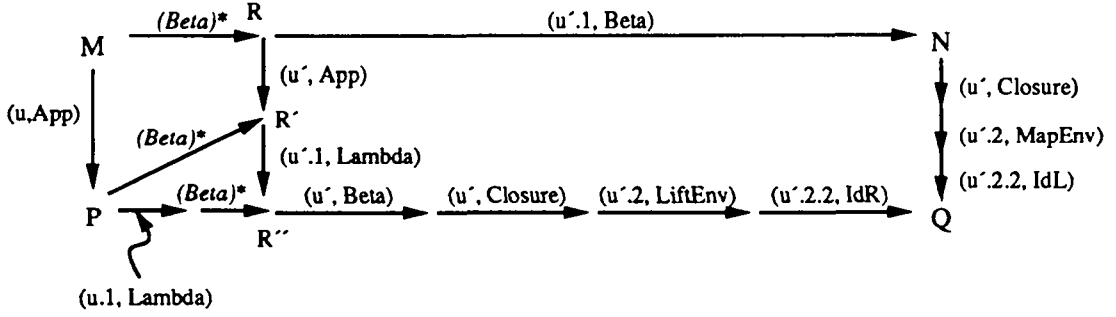 (Beta)*
R
(u´.1, Beta)
M
N
(u´, App)
(u´, Closure)
(u,App)
(Beta)*
R´
(u´.2, MapEnv)
(u´.1, Lambda)
(u´.2.2, IdL)
(Beta)*
(u´, Beta)
(u´, Closure)
(u´.2, LiftEnv)
(u´.2.2, IdR)
P
R´´
Q
(u.1, Lambda)